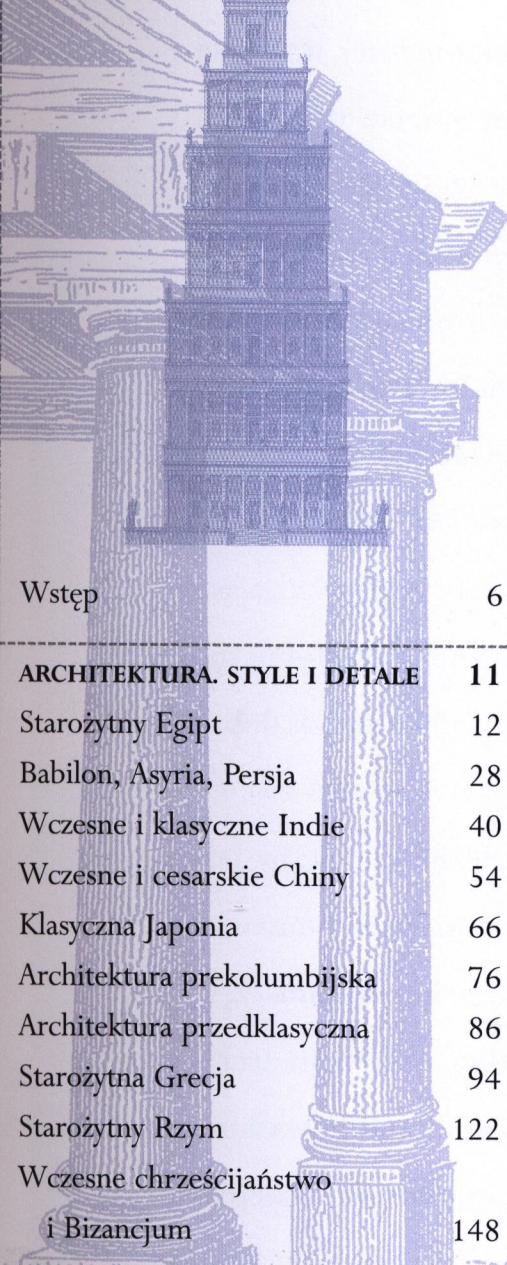 Wstęp 6
ARCHITEKTURA. STYLE I DETALE 11
Starożytny Egipt 12
Babilon, Asyria, Persja 28
Wczesne i klasyczne Indie 40
Wczesne i cesarskie Chiny 54
Klasyczna Japonia 66
Architektura prekolumbijska 76
Architektura przedklasyczna 86
Starożytna Grecja 94
Starożytny Rzym 122
Wczesne chrześcijaństwo
i Bizancjum 148